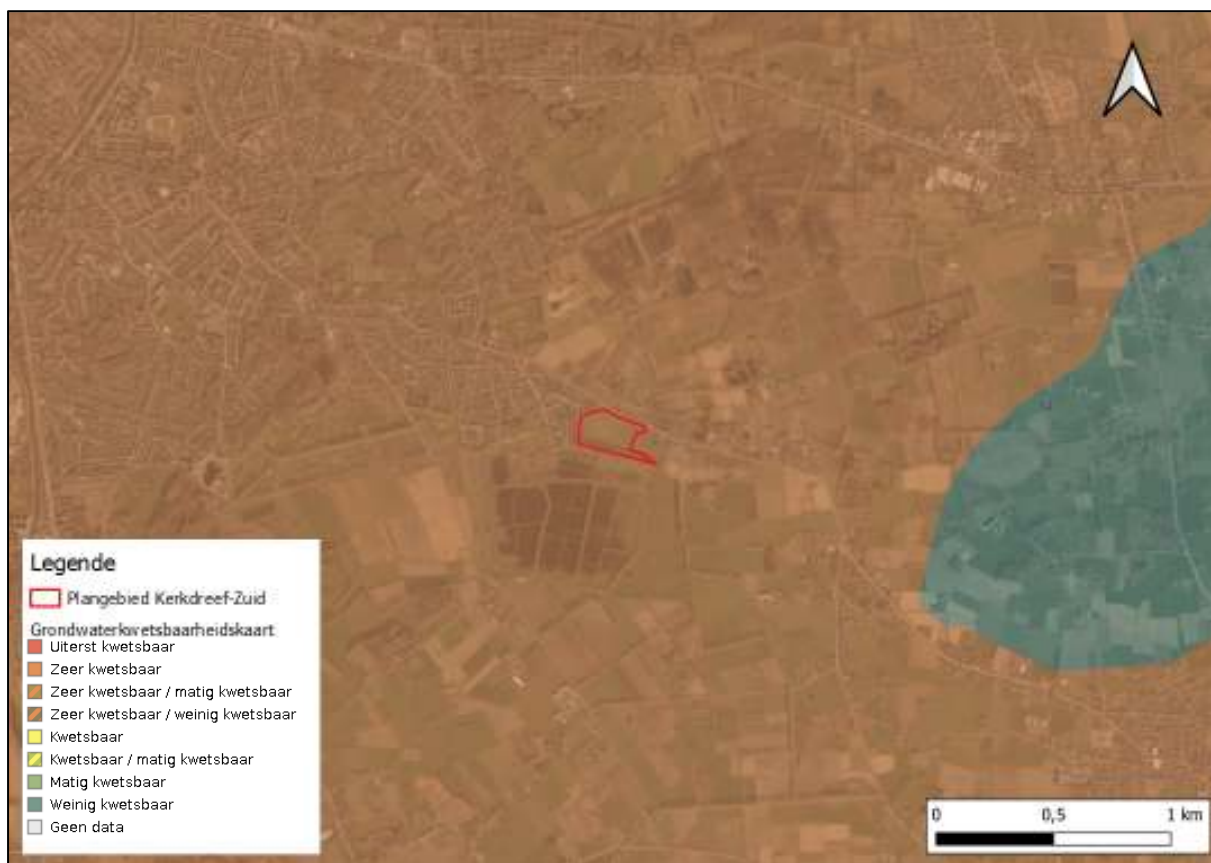 Legende
Plangebied Kerkdreef-Zuid
Grondwaterkwetsbaarheidskaart
Uiterst kwetsbaar
Zeer kwetsbaar
Zeer kwetsbaar / matig kwetsbaar
Zeer kwetsbaar / weinig kwetsbaar
Kwetsbaar
Kwetsbaar / matig kwetsbaar
Matig kwetsbaar
Weinig kwetsbaar
Geen data
0 0,5 1 km